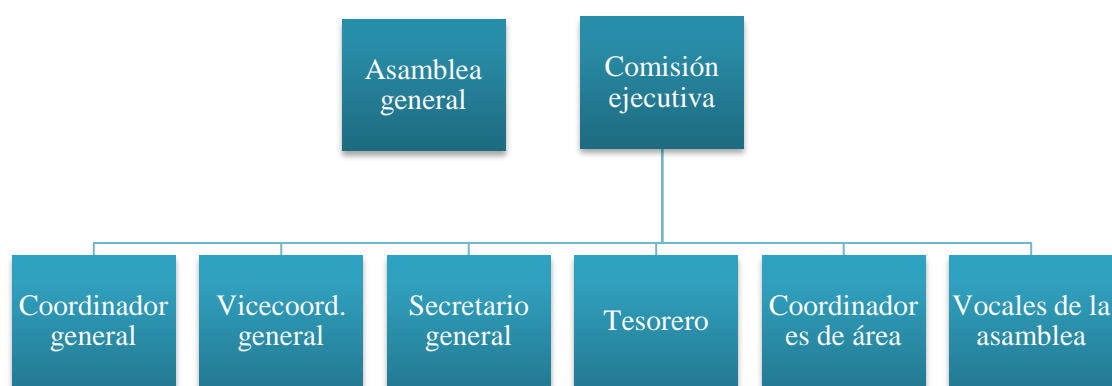 Asamblea
general
Comisión
ejecutiva
Coordinador
general
Vicecoord.
general
Secretario
general
Tesorero
Coordinador
es de área
Vocales de la
asamblea